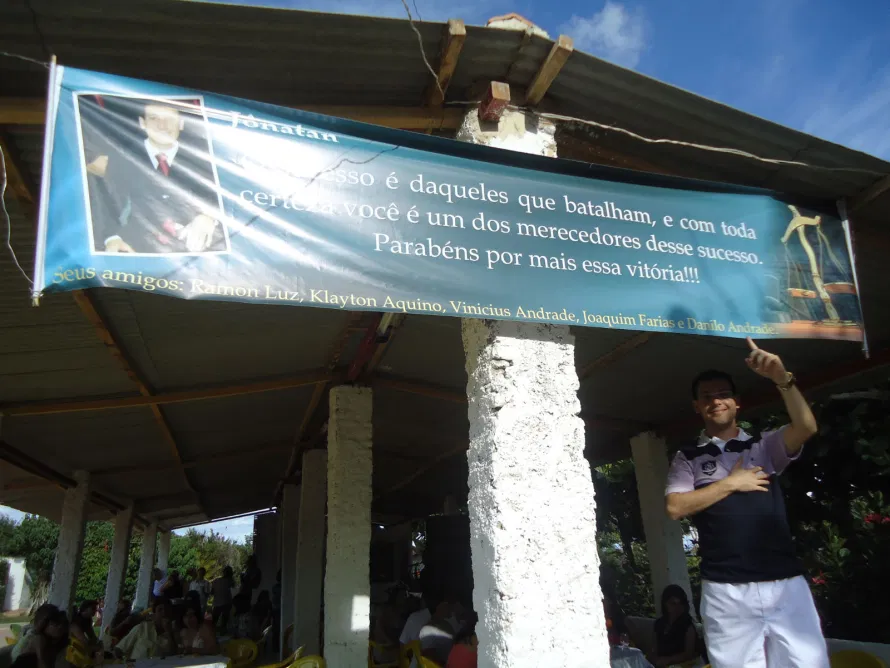 Jônatan
esso é daqueles que batalham, e com toda
certeza você é um dos merecedores desse sucesso.
Parabéns por mais essa vitória!!!
Seus amigos: Ramon Luz, Klayton Aquino, Vinicius Andrade, Joaquim Farias e Danilo Andrade.